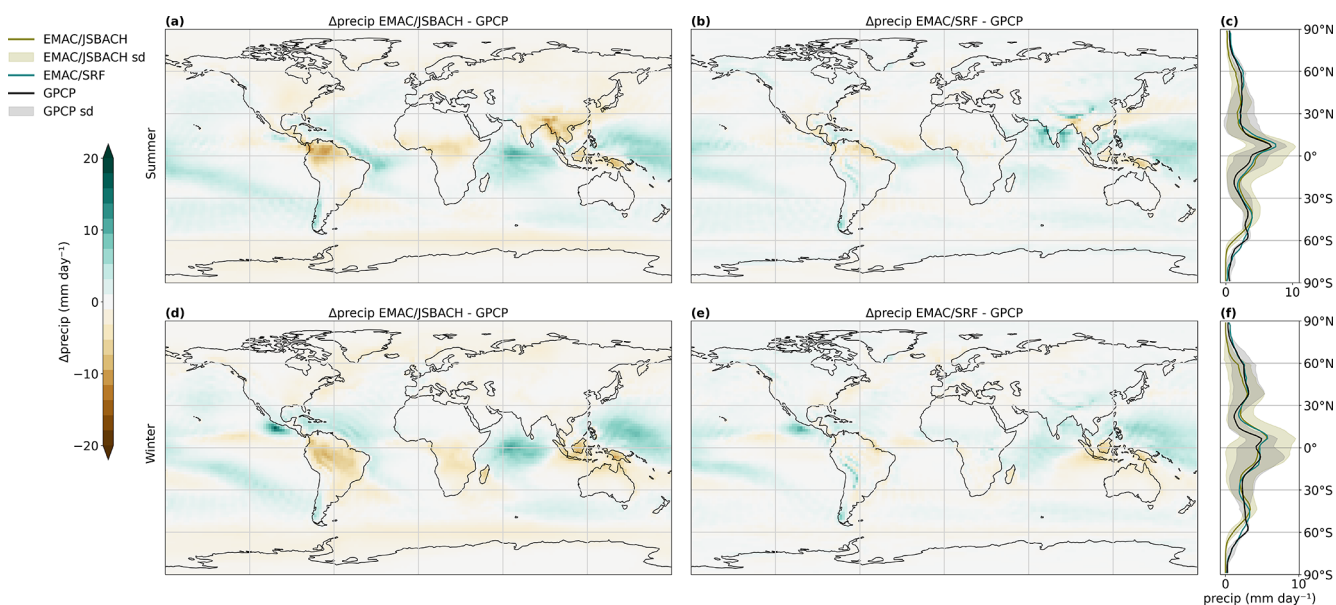 (a) Δprecip EMAC/JSBACH - GPCP
(b) Δprecip EMAC/SRF - GPCP
(c)
EMAC/JSBACH
EMAC/JSBACH sd
EMAC/SRF
GPCP
GPCP sd
Summer
90°N
60°N
30°N
0°
30°S
60°S
90°S
0 10
20
10
0
−10
−20
Δprecip (mm day⁻¹)
(d) Δprecip EMAC/JSBACH - GPCP
(e) Δprecip EMAC/SRF - GPCP
(f)
Winter
90°N
60°N
30°N
0°
30°S
60°S
90°S
0 10
precip (mm day⁻¹)